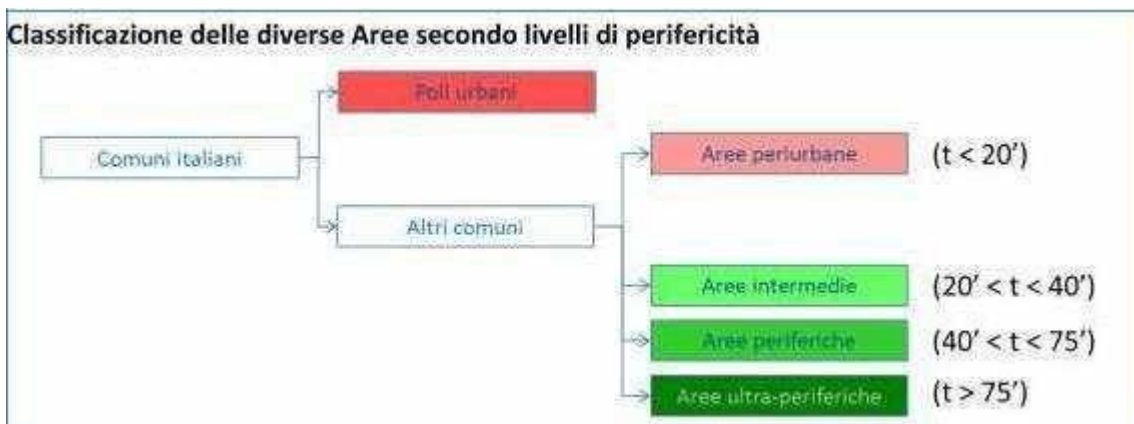 Classificazione delle diverse Aree secondo livelli di perifericità
Poli urbani
Comuni italiani
Aree periurbane (t < 20’)
Altri comuni
Aree intermedie (20’ < t < 40’)
Aree periferiche (40’ < t < 75’)
Aree ultra-periferiche (t > 75’)